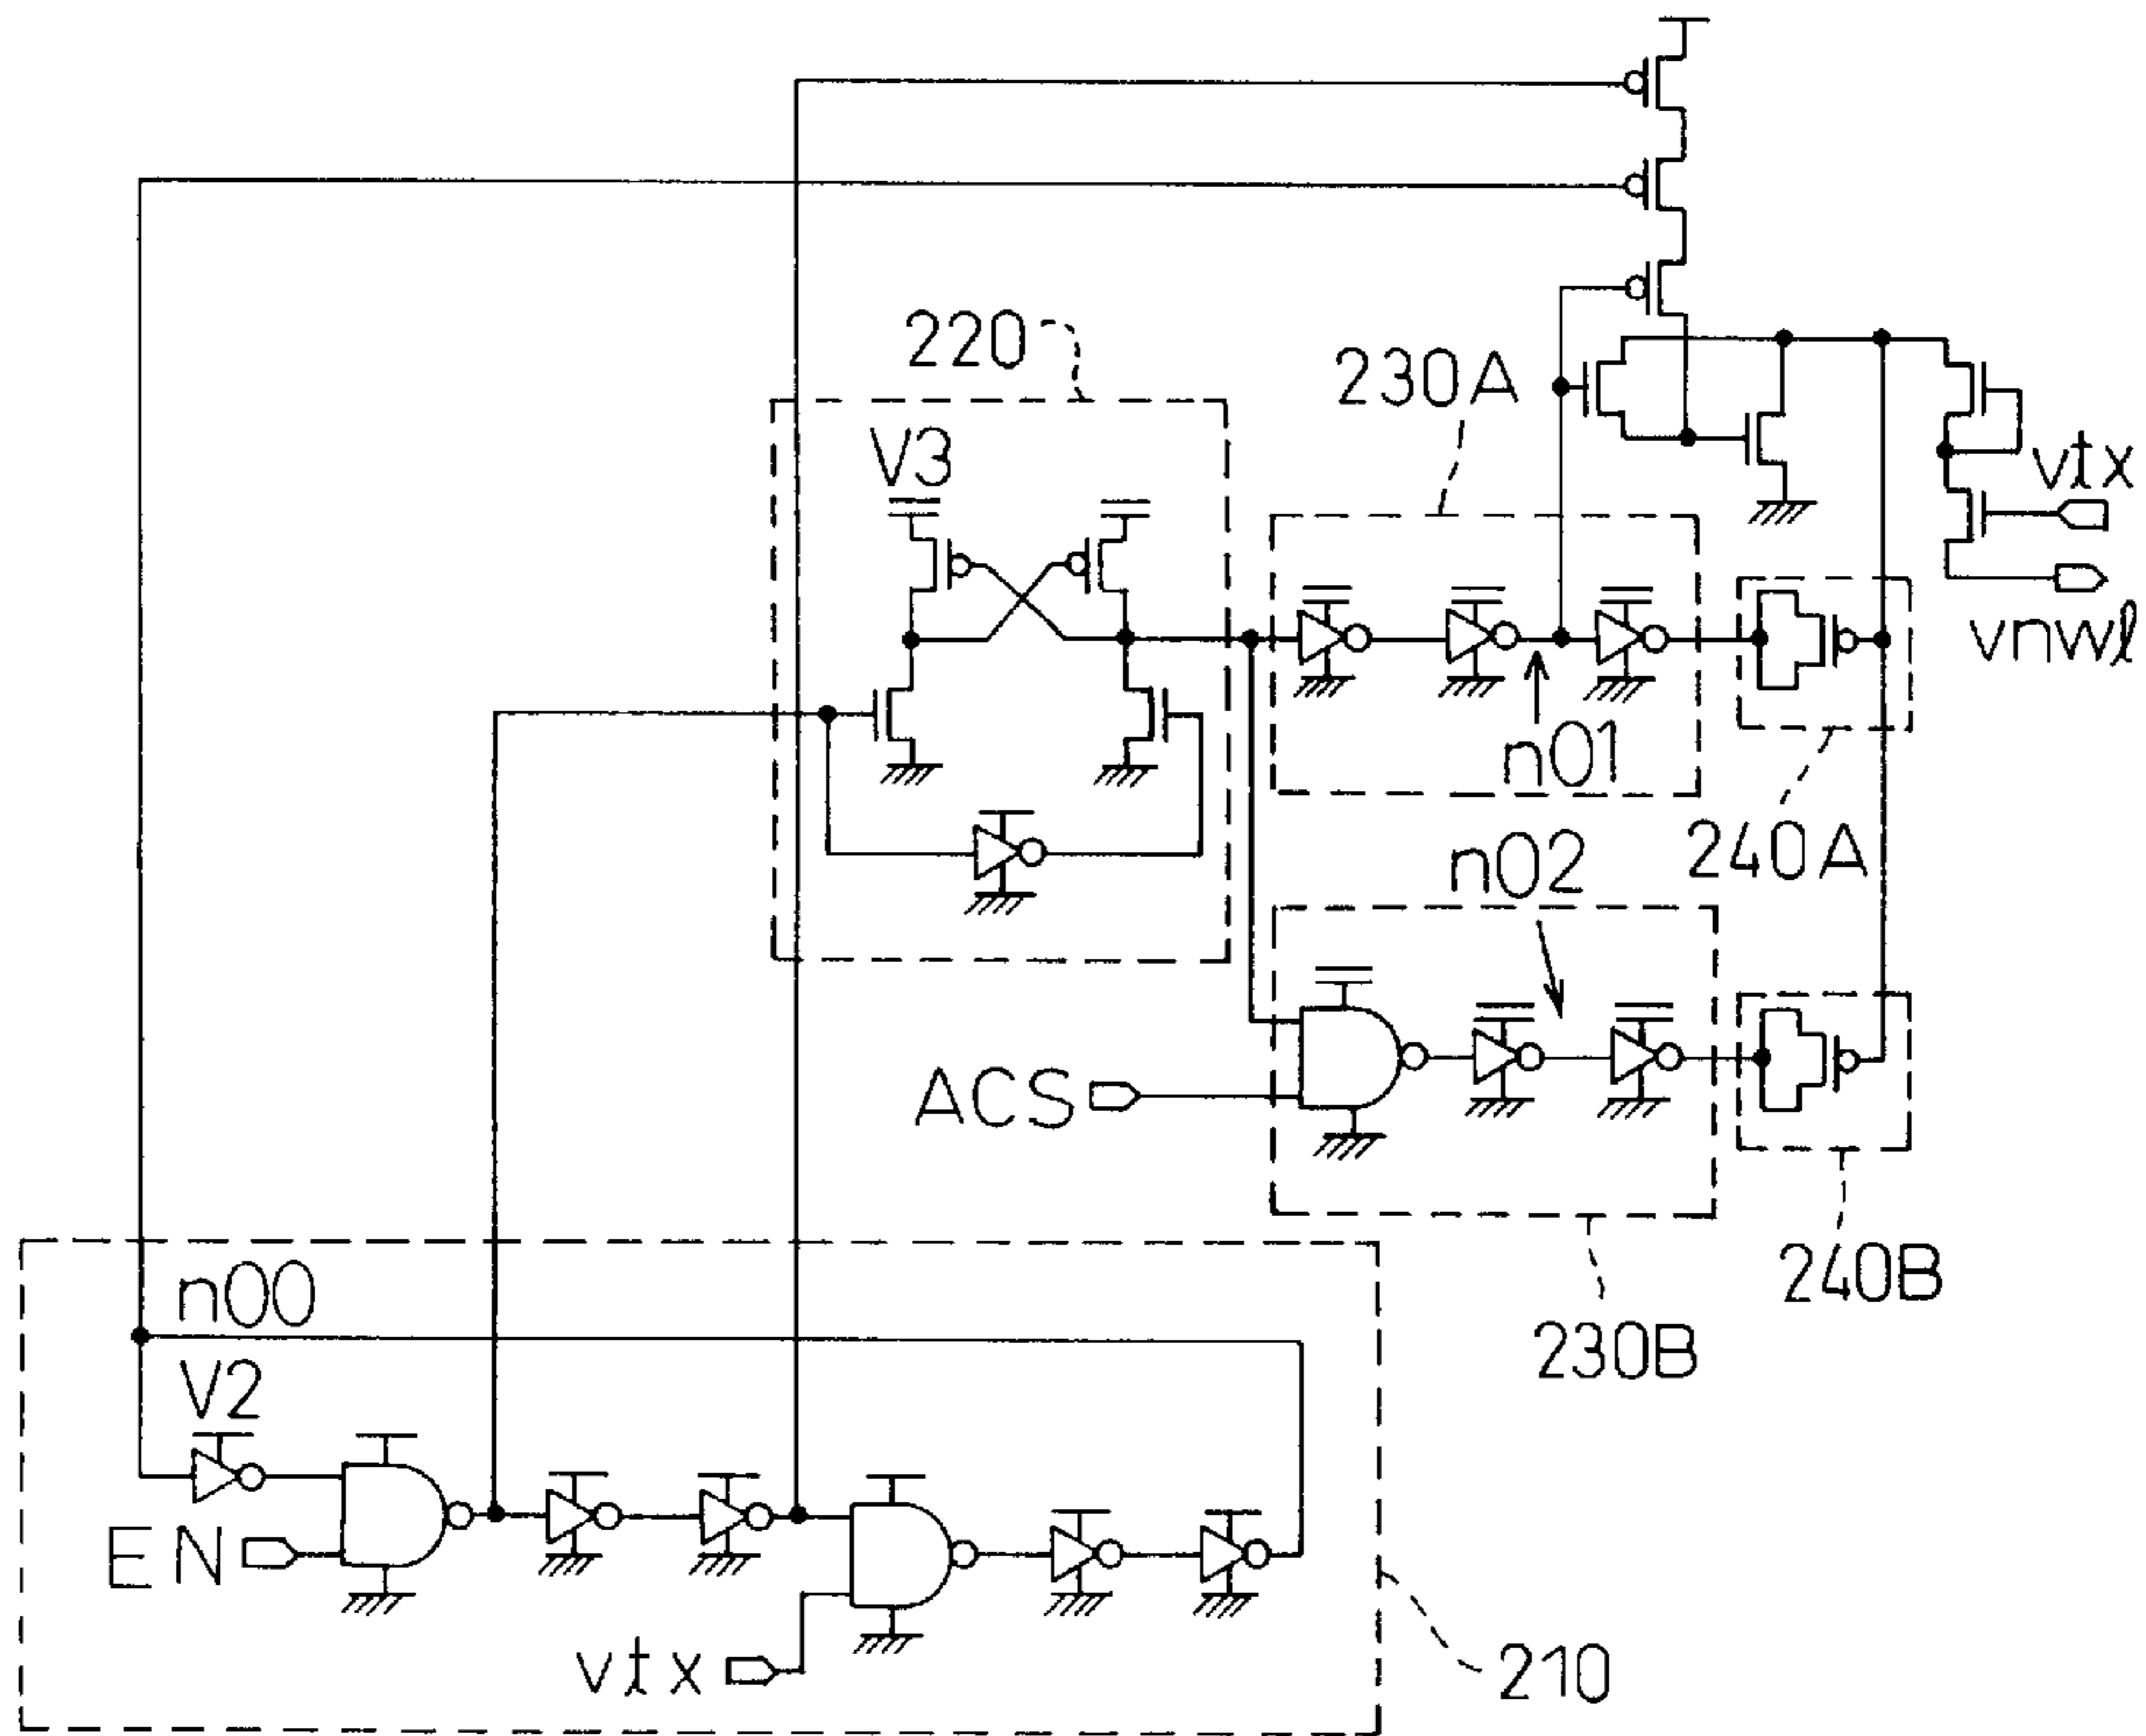 220
230A
V3
vtx
vnwl
n01
240A
n02
ACS
240B
n00
230B
V2
EN
vtx
210